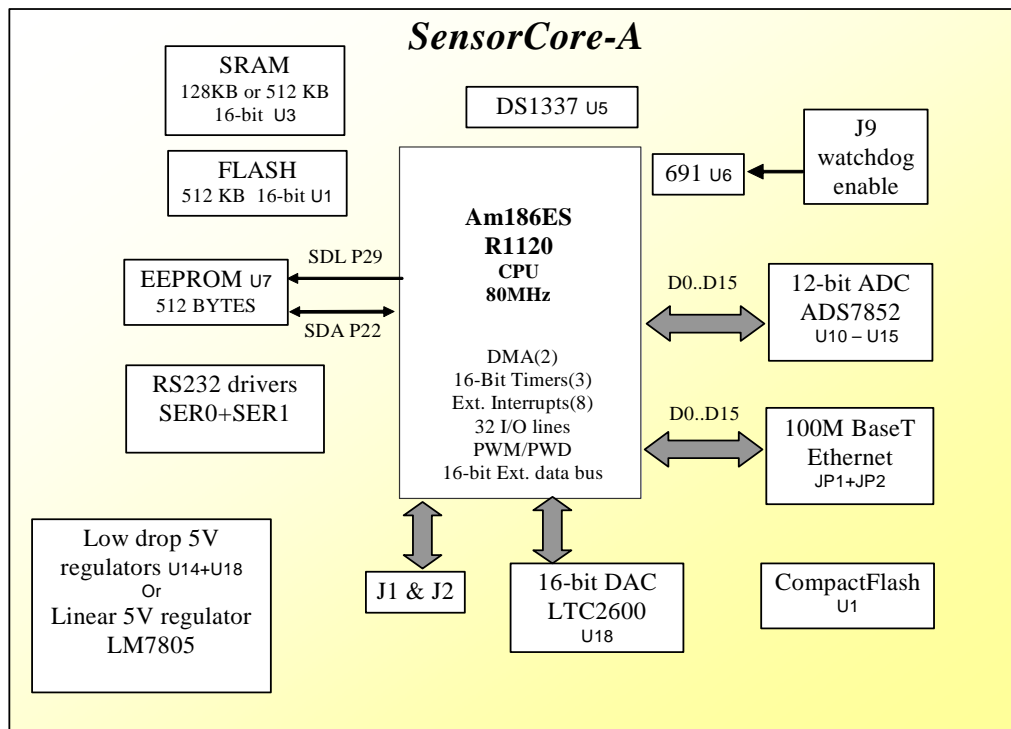 SensorCore-A
SRAM
128KB or 512 KB
16-bit U3
DS1337 U5
J9
watchdog
enable
691 U6
FLASH
512 KB 16-bit U1
Am186ES
R1120
CPU
80MHz
SDL P29
EEPROM U7
512 BYTES
SDA P22
D0..D15
12-bit ADC
ADS7852
U10 – U15
RS232 drivers
SER0+SER1
DMA(2)
16-Bit Timers(3)
Ext. Interrupts(8)
32 I/O lines
PWM/PWD
16-bit Ext. data bus
D0..D15
100M BaseT
Ethernet
JP1+JP2
Low drop 5V
regulators U14+U18
Or
Linear 5V regulator
LM7805
J1 & J2
16-bit DAC
LTC2600
U18
CompactFlash
U1